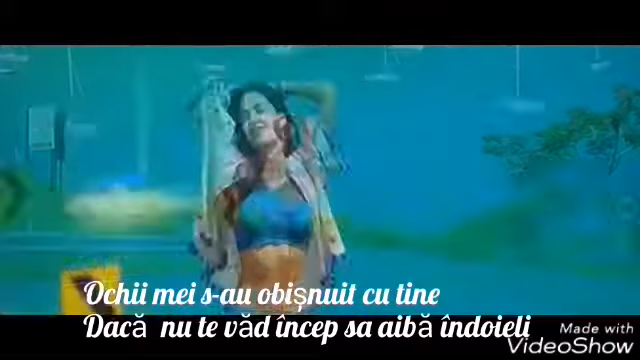 Ochii mei s-au obișnuit cu tine
Dacă nu te văd încep sa aibă îndoieli
Made with
VideoShow